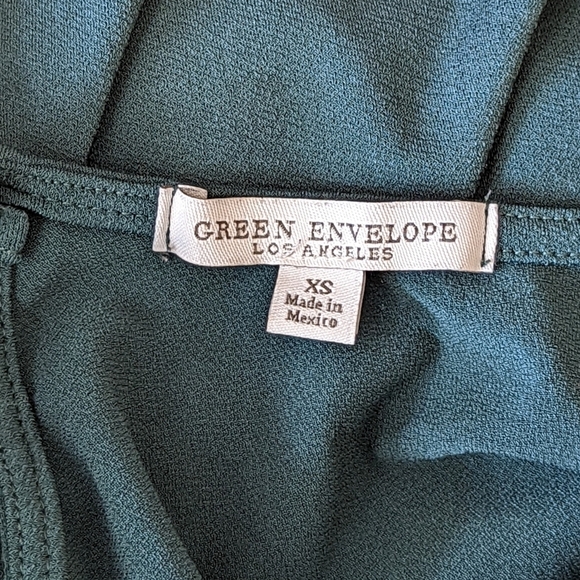 GREEN ENVELOPE
LOS ANGELES
XS
Made in
Mexico